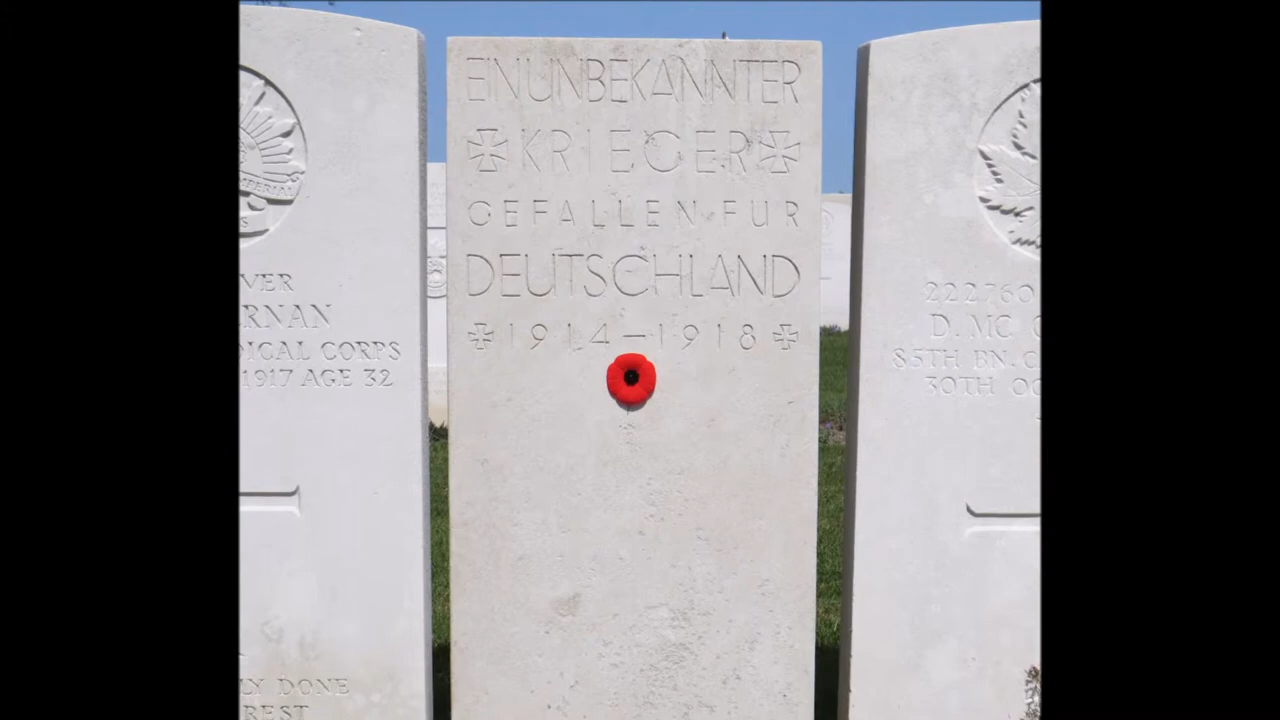 IMPERIAL
VER
RNAN
DICAL CORPS
1917 AGE 32
LY DONE
REST
EIN UNBEKANNTER
KRIEGER
GEFALLEN FUR
DEUTSCHLAND
1914–1918
222760
D. MC
85TH BN. C
30TH OC